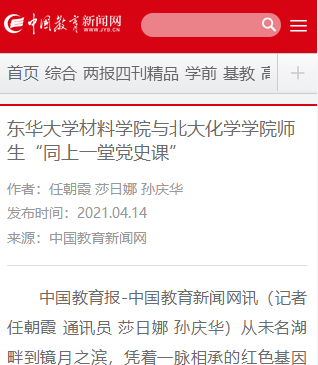 中国教育新闻网
WWW.JYB.CN
首页 综合 两报四刊精品 学前 基教
东华大学材料学院与北大化学学院师
生“同上一堂党史课”
作者：任朝霞 莎日娜 孙庆华
发布时间：2021.04.14
来源：中国教育新闻网
中国教育报-中国教育新闻网讯（记者
任朝霞 通讯员 莎日娜 孙庆华）从未名湖
畔到镜月之滨，凭着一脉相承的红色基因